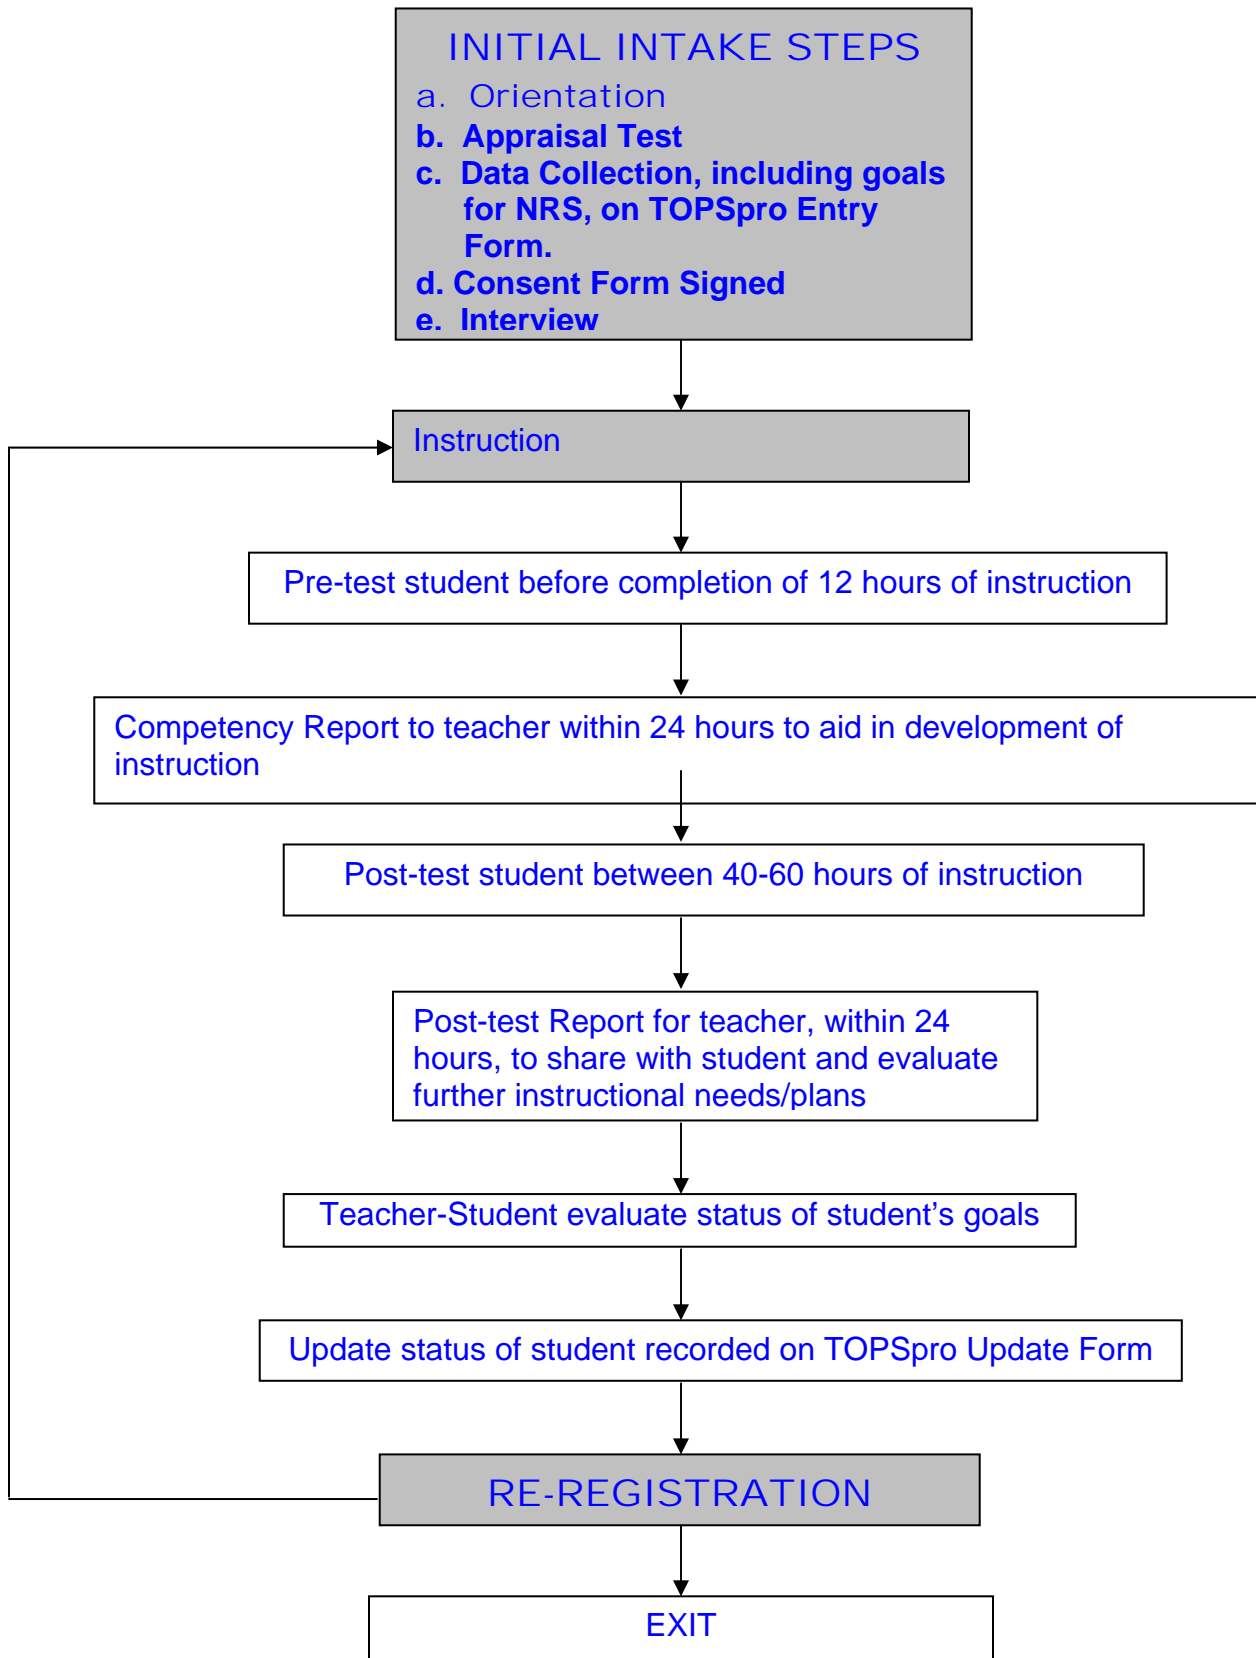 INITIAL INTAKE STEPS
a. Orientation
b. Appraisal Test
c. Data Collection, including goals
for NRS, on TOPSpro Entry
Form.
d. Consent Form Signed
e. Interview
Instruction
Pre-test student before completion of 12 hours of instruction
Competency Report to teacher within 24 hours to aid in development of
instruction
Post-test student between 40-60 hours of instruction
Post-test Report for teacher, within 24
hours, to share with student and evaluate
further instructional needs/plans
Teacher-Student evaluate status of student’s goals
Update status of student recorded on TOPSpro Update Form
RE-REGISTRATION
EXIT